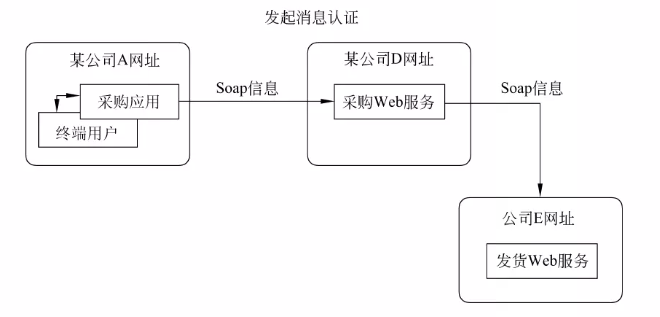 发起消息认证
某公司A网址
某公司D网址
采购应用
Soap信息
采购Web服务
Soap信息
终端用户
公司E网址
发货Web服务